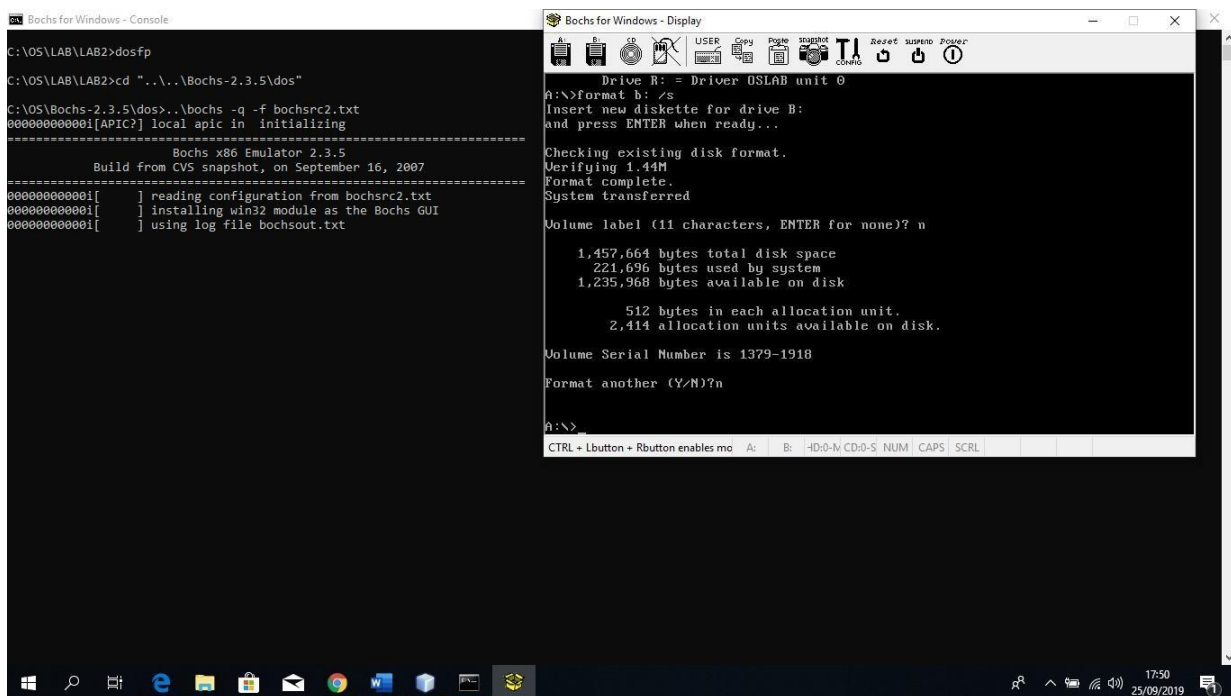 Bochs for Windows - Console
C:\OS\LAB\LAB2>dosfp
C:\OS\LAB\LAB2>cd "..\..\Bochs-2.3.5\dos"
C:\OS\Bochs-2.3.5\dos>..\bochs -q -f bochsrc2.txt
00000000000i[APIC?] local apic in  initializing
========================================================================
Bochs x86 Emulator 2.3.5
Build from CVS snapshot, on September 16, 2007
========================================================================
00000000000i[     ] reading configuration from bochsrc2.txt
00000000000i[     ] installing win32 module as the Bochs GUI
00000000000i[     ] using log file bochsout.txt
Bochs for Windows - Display
A: B: CD USER Copy Paste snapshot CONFIG Reset SUSPEND Power
Drive R: = Driver OSLAB unit 0
A:\>format b: /s
Insert new diskette for drive B:
and press ENTER when ready...
Checking existing disk format.
Verifying 1.44M
Format complete.
System transferred
Volume label (11 characters, ENTER for none)? n
1,457,664 bytes total disk space
221,696 bytes used by system
1,235,968 bytes available on disk
512 bytes in each allocation unit.
2,414 allocation units available on disk.
Volume Serial Number is 1379-1918
Format another (Y/N)?n
A:\>_
CTRL + Lbutton + Rbutton enables mo A: B: HD:0-M CD:0-S NUM CAPS SCRL
17:50
25/09/2019